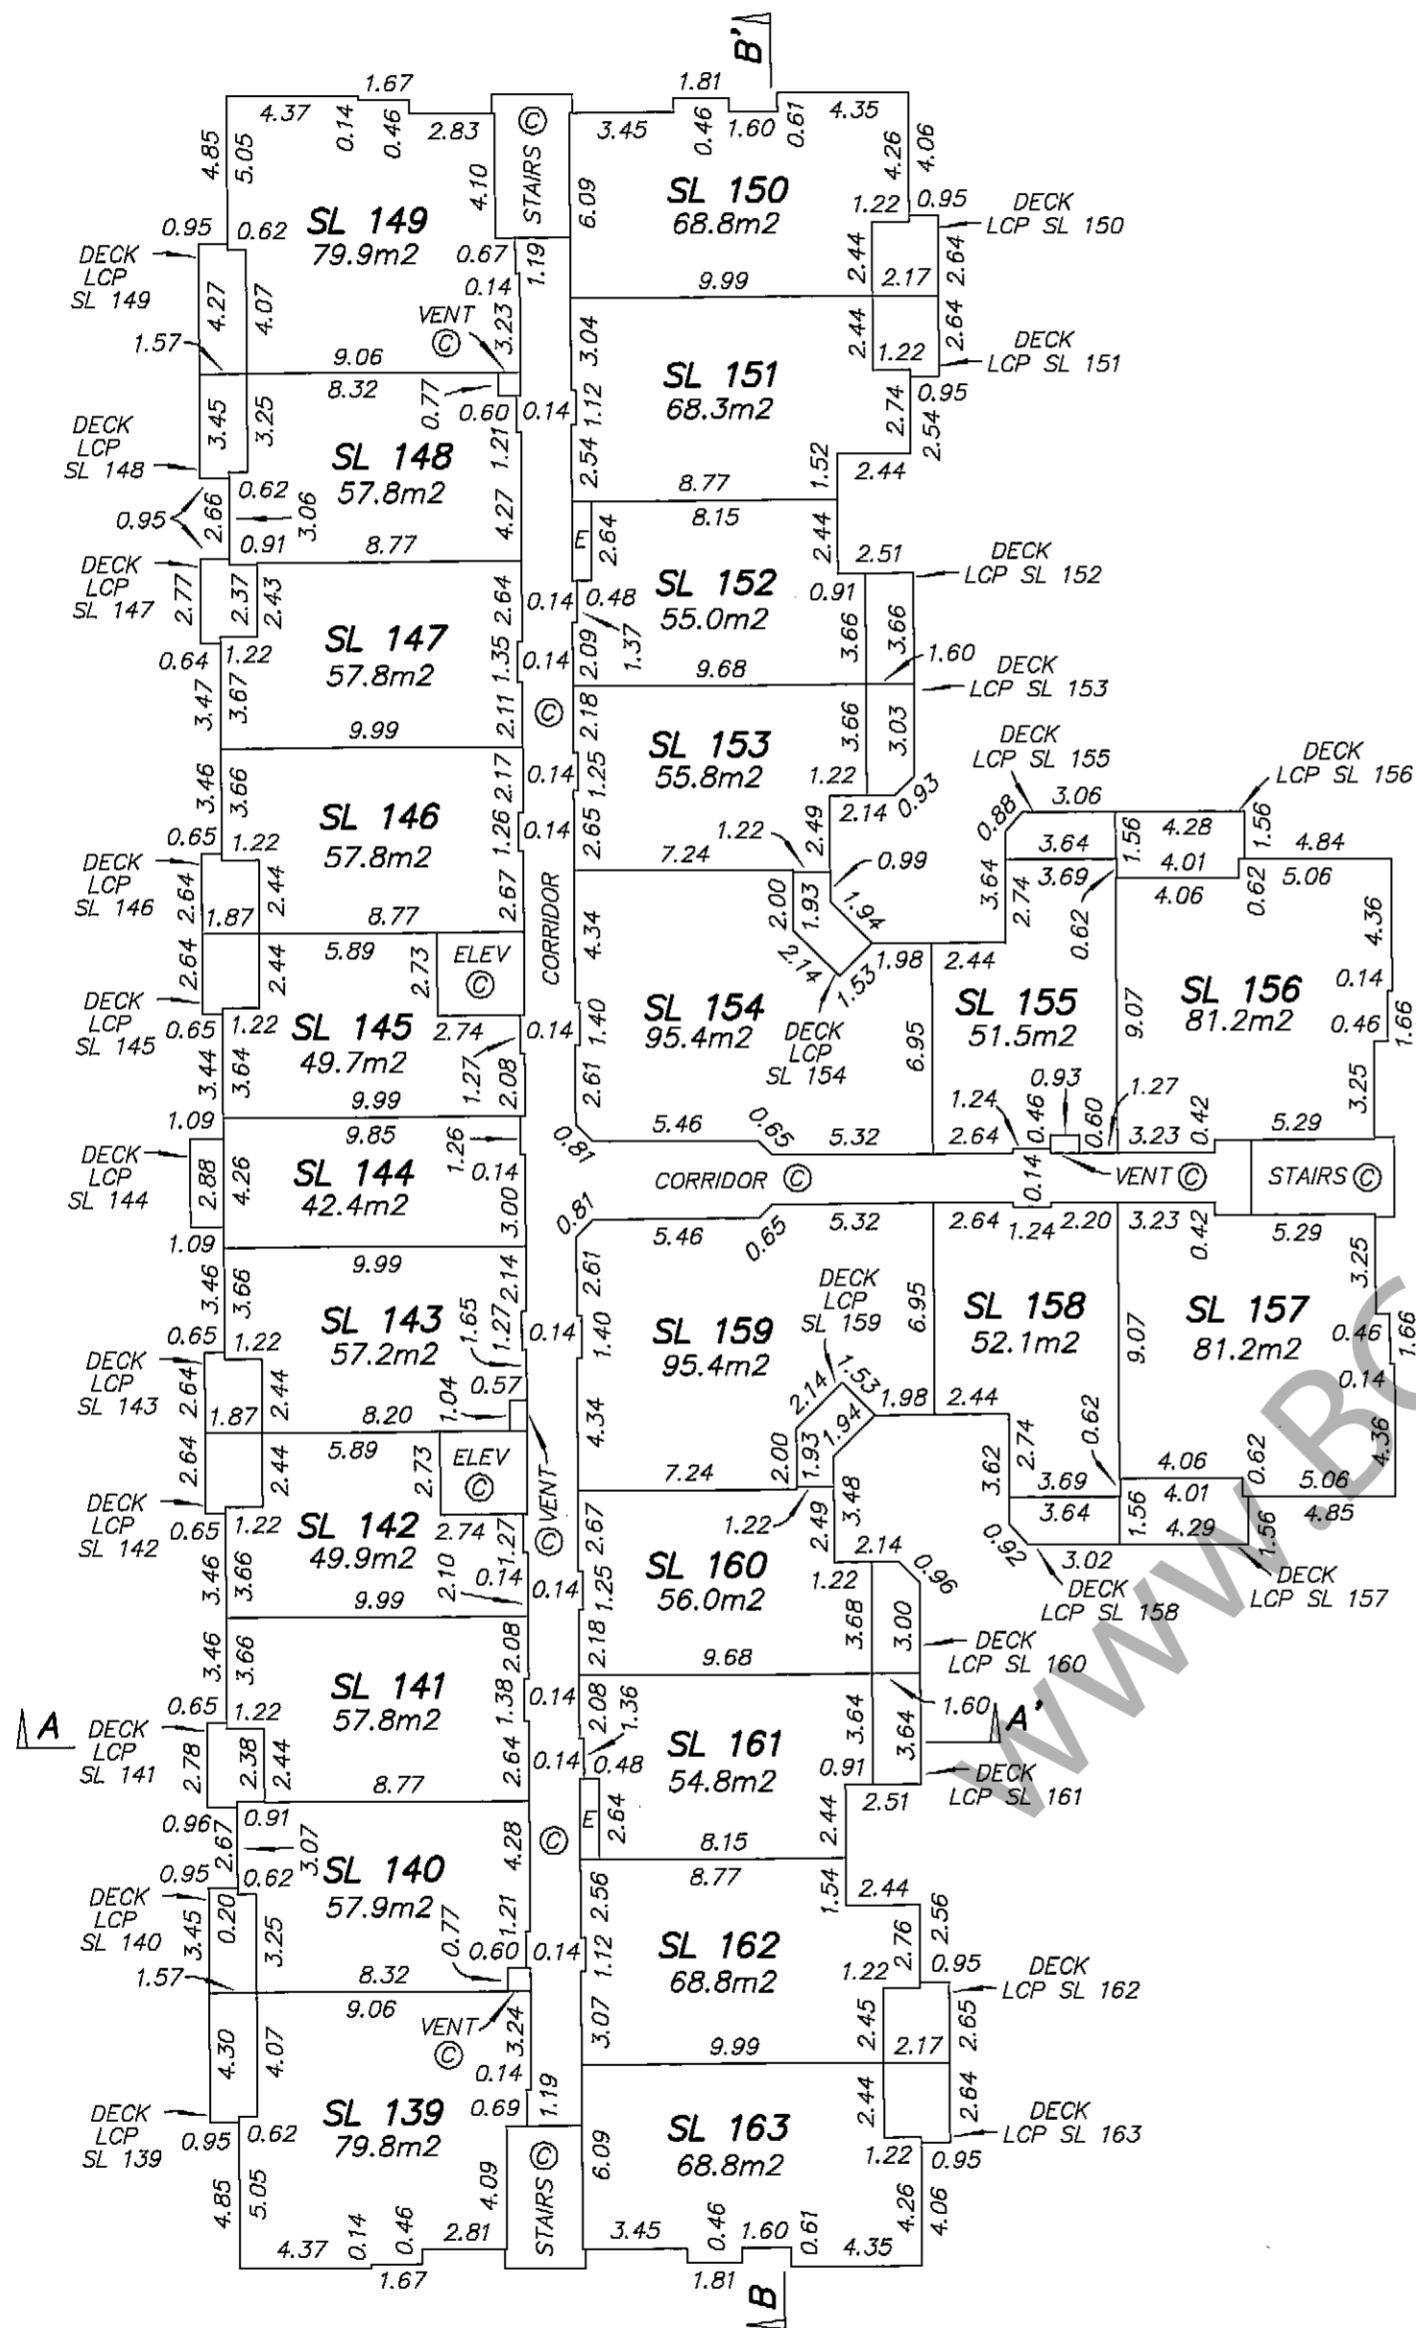 B'
1.67
1.81
4.37
0.14
0.46
2.83
STAIRS ©
3.45
0.46
1.60
0.61
4.35
4.85
5.05
4.10
6.09
4.26
4.06
SL 149
79.9m2
SL 150
68.8m2
0.95
0.62
0.67
1.19
1.22
0.95
DECK
LCP SL 150
DECK
LCP
SL 149
4.27
4.07
0.14
VENT
©
3.23
2.44
2.17
2.64
9.99
1.57
9.06
3.04
2.44
1.22
2.64
DECK
LCP SL 151
8.32
0.77
0.60
0.14
1.12
SL 151
68.3m2
0.95
2.74
2.54
DECK
LCP
SL 148
3.45
3.25
1.21
2.54
SL 148
57.8m2
1.52
2.44
0.62
8.77
0.95
2.66
3.06
4.27
8.15
E
2.64
2.44
0.91
8.77
2.51
DECK
LCP SL 152
DECK
LCP
SL 147
2.77
2.37
2.43
2.64
0.14
0.48
SL 152
55.0m2
0.91
3.66
3.66
1.37
SL 147
57.8m2
0.64
1.22
1.35
0.14
2.09
9.68
1.60
DECK
LCP SL 153
3.47
3.67
2.11
©
2.18
9.99
SL 153
55.8m2
3.66
3.03
3.46
3.66
2.17
0.14
1.25
1.22
2.14
0.93
DECK
LCP SL 155
DECK
LCP SL 156
SL 146
57.8m2
1.26
0.14
2.65
2.49
0.88
3.06
1.56
4.28
1.56
4.84
0.65
1.22
1.22
0.99
3.64
4.01
DECK
LCP
SL 146
2.64
2.44
2.67
7.24
2.00
1.93
1.94
3.64
2.74
3.69
4.06
0.62
5.06
1.87
8.77
CORRIDOR
4.34
0.62
4.36
5.89
2.73
ELEV
©
2.14
1.53
1.98
2.44
0.14
DECK
LCP
SL 145
2.64
2.44
SL 154
95.4m2
SL 155
51.5m2
9.07
SL 156
81.2m2
0.65
1.22
SL 145
49.7m2
2.74
0.14
1.40
DECK
LCP
SL 154
6.95
0.46
1.66
3.44
3.64
1.27
2.08
2.61
1.24
0.46
0.93
0.60
1.27
3.25
1.09
9.99
0.81
5.46
0.65
5.32
2.64
3.23
0.42
5.29
9.85
1.26
DECK
LCP
SL 144
2.88
4.26
SL 144
42.4m2
0.14
CORRIDOR ©
0.14
VENT ©
STAIRS ©
3.00
1.09
9.99
0.81
5.46
0.65
5.32
2.64
1.24
2.20
3.23
0.42
5.29
3.46
3.66
2.14
2.61
DECK
LCP
SL 159
6.95
3.25
SL 143
57.2m2
1.65
1.27
0.14
1.40
SL 159
95.4m2
SL 158
52.1m2
9.07
SL 157
81.2m2
0.46
1.66
0.65
1.22
0.57
0.14
DECK
LCP
SL 143
2.64
2.44
1.04
4.34
2.14
1.53
1.94
1.98
2.44
4.36
1.87
8.20
2.00
1.93
3.62
2.74
0.62
4.06
0.62
5.06
5.89
2.73
ELEV
©
VENT
©
7.24
3.69
4.01
4.85
DECK
LCP
SL 142
2.64
2.44
2.67
1.22
2.49
3.48
3.64
1.56
4.29
1.56
0.65
1.22
SL 142
49.9m2
2.74
1.27
2.14
0.92
3.02
3.46
3.66
2.10
0.14
0.14
1.25
SL 160
56.0m2
1.22
0.96
DECK
LCP SL 158
DECK
LCP SL 157
9.99
2.18
3.68
3.00
3.46
3.66
2.08
9.68
DECK
LCP SL 160
SL 141
57.8m2
1.38
0.14
2.08
1.36
1.60
A
A'
0.65
1.22
SL 161
54.8m2
3.64
3.64
DECK
LCP
SL 141
2.78
2.38
2.44
2.64
0.14
0.48
0.91
DECK
LCP SL 161
8.77
E
2.64
2.44
2.51
0.96
0.91
2.67
3.07
4.28
©
8.15
SL 140
57.9m2
8.77
0.95
0.62
1.54
2.44
DECK
LCP
SL 140
3.45
0.20
3.25
0.77
1.21
2.56
SL 162
68.8m2
2.76
2.56
0.60
0.14
1.12
1.22
0.95
DECK
LCP SL 162
1.57
8.32
9.06
VENT
©
3.24
3.07
2.45
2.17
2.65
4.30
4.07
0.14
9.99
DECK
LCP
SL 139
SL 139
79.8m2
0.69
1.19
SL 163
68.8m2
2.44
2.64
DECK
LCP SL 163
0.95
0.62
6.09
1.22
0.95
4.85
5.05
4.09
STAIRS ©
4.26
4.06
4.37
0.14
0.46
2.81
3.45
0.46
1.60
0.61
4.35
1.67
1.81
B